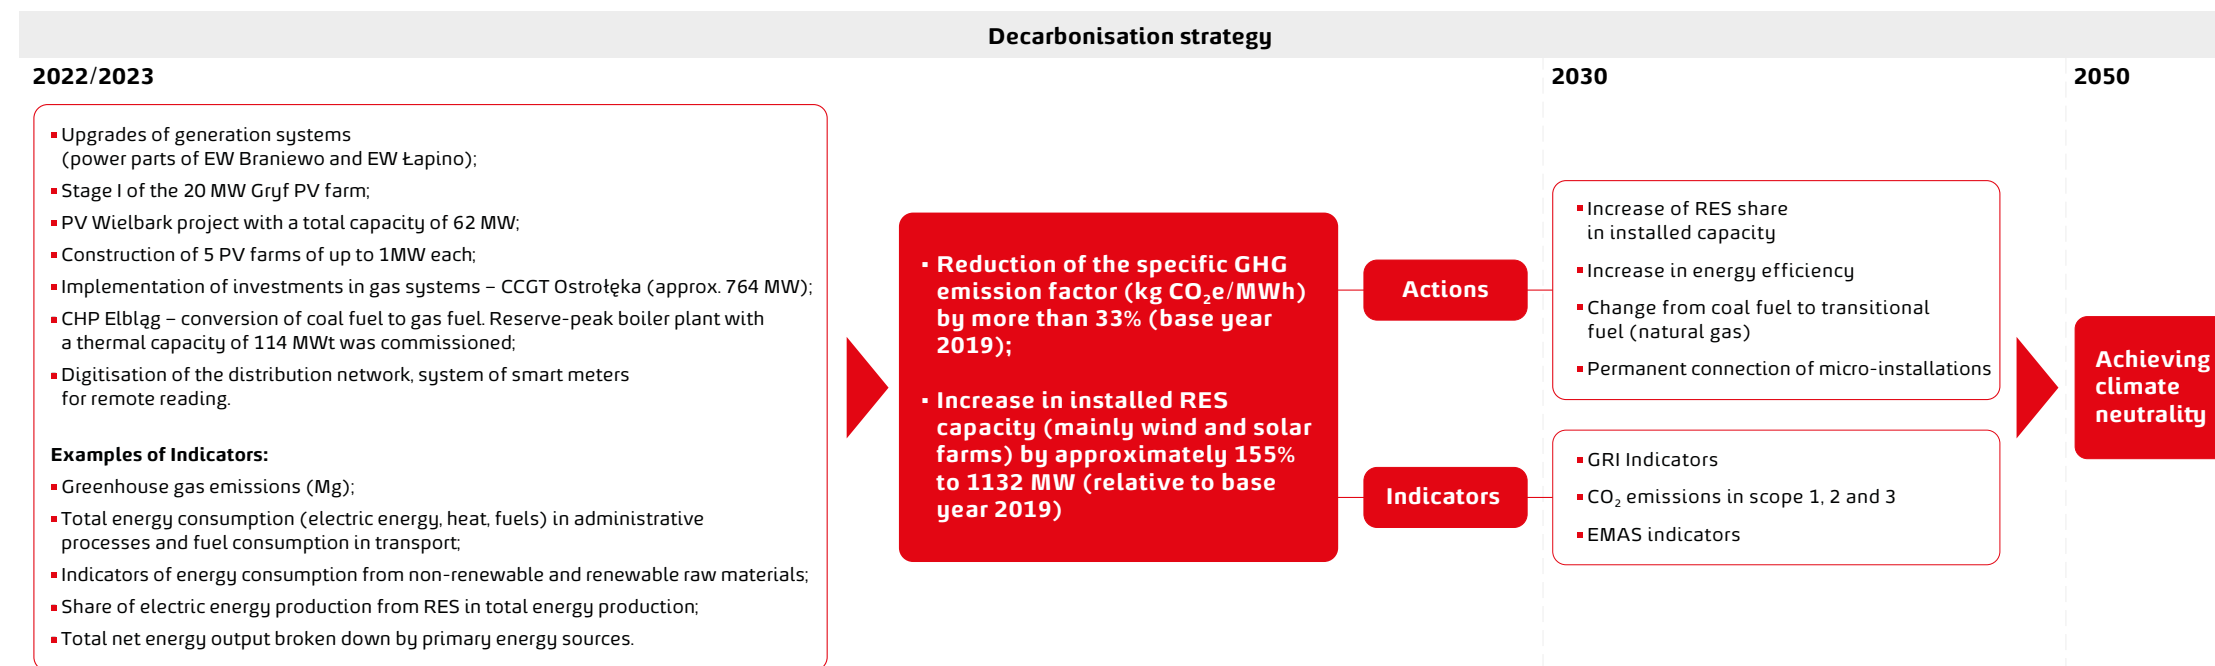 Decarbonisation strategy
2022/2023
2030
2050
▪ Upgrades of generation systems
(power parts of EW Braniewo and EW Łapino);
▪ Stage I of the 20 MW Gryf PV farm;
▪ PV Wielbark project with a total capacity of 62 MW;
▪ Construction of 5 PV farms of up to 1MW each;
▪ Implementation of investments in gas systems – CCGT Ostrołęka (approx. 764 MW);
▪ CHP Elbląg – conversion of coal fuel to gas fuel. Reserve-peak boiler plant with
a thermal capacity of 114 MWt was commissioned;
▪ Digitisation of the distribution network, system of smart meters
for remote reading.
Examples of Indicators:
▪ Greenhouse gas emissions (Mg);
▪ Total energy consumption (electric energy, heat, fuels) in administrative
processes and fuel consumption in transport;
▪ Indicators of energy consumption from non-renewable and renewable raw materials;
▪ Share of electric energy production from RES in total energy production;
▪ Total net energy output broken down by primary energy sources.
▪ Reduction of the specific GHG
emission factor (kg CO₂e/MWh)
by more than 33% (base year
2019);
▪ Increase in installed RES
capacity (mainly wind and solar
farms) by approximately 155%
to 1132 MW (relative to base
year 2019)
Actions
▪ Increase of RES share
in installed capacity
▪ Increase in energy efficiency
▪ Change from coal fuel to transitional
fuel (natural gas)
▪ Permanent connection of micro-installations
Indicators
▪ GRI Indicators
▪ CO₂ emissions in scope 1, 2 and 3
▪ EMAS indicators
Achieving
climate
neutrality